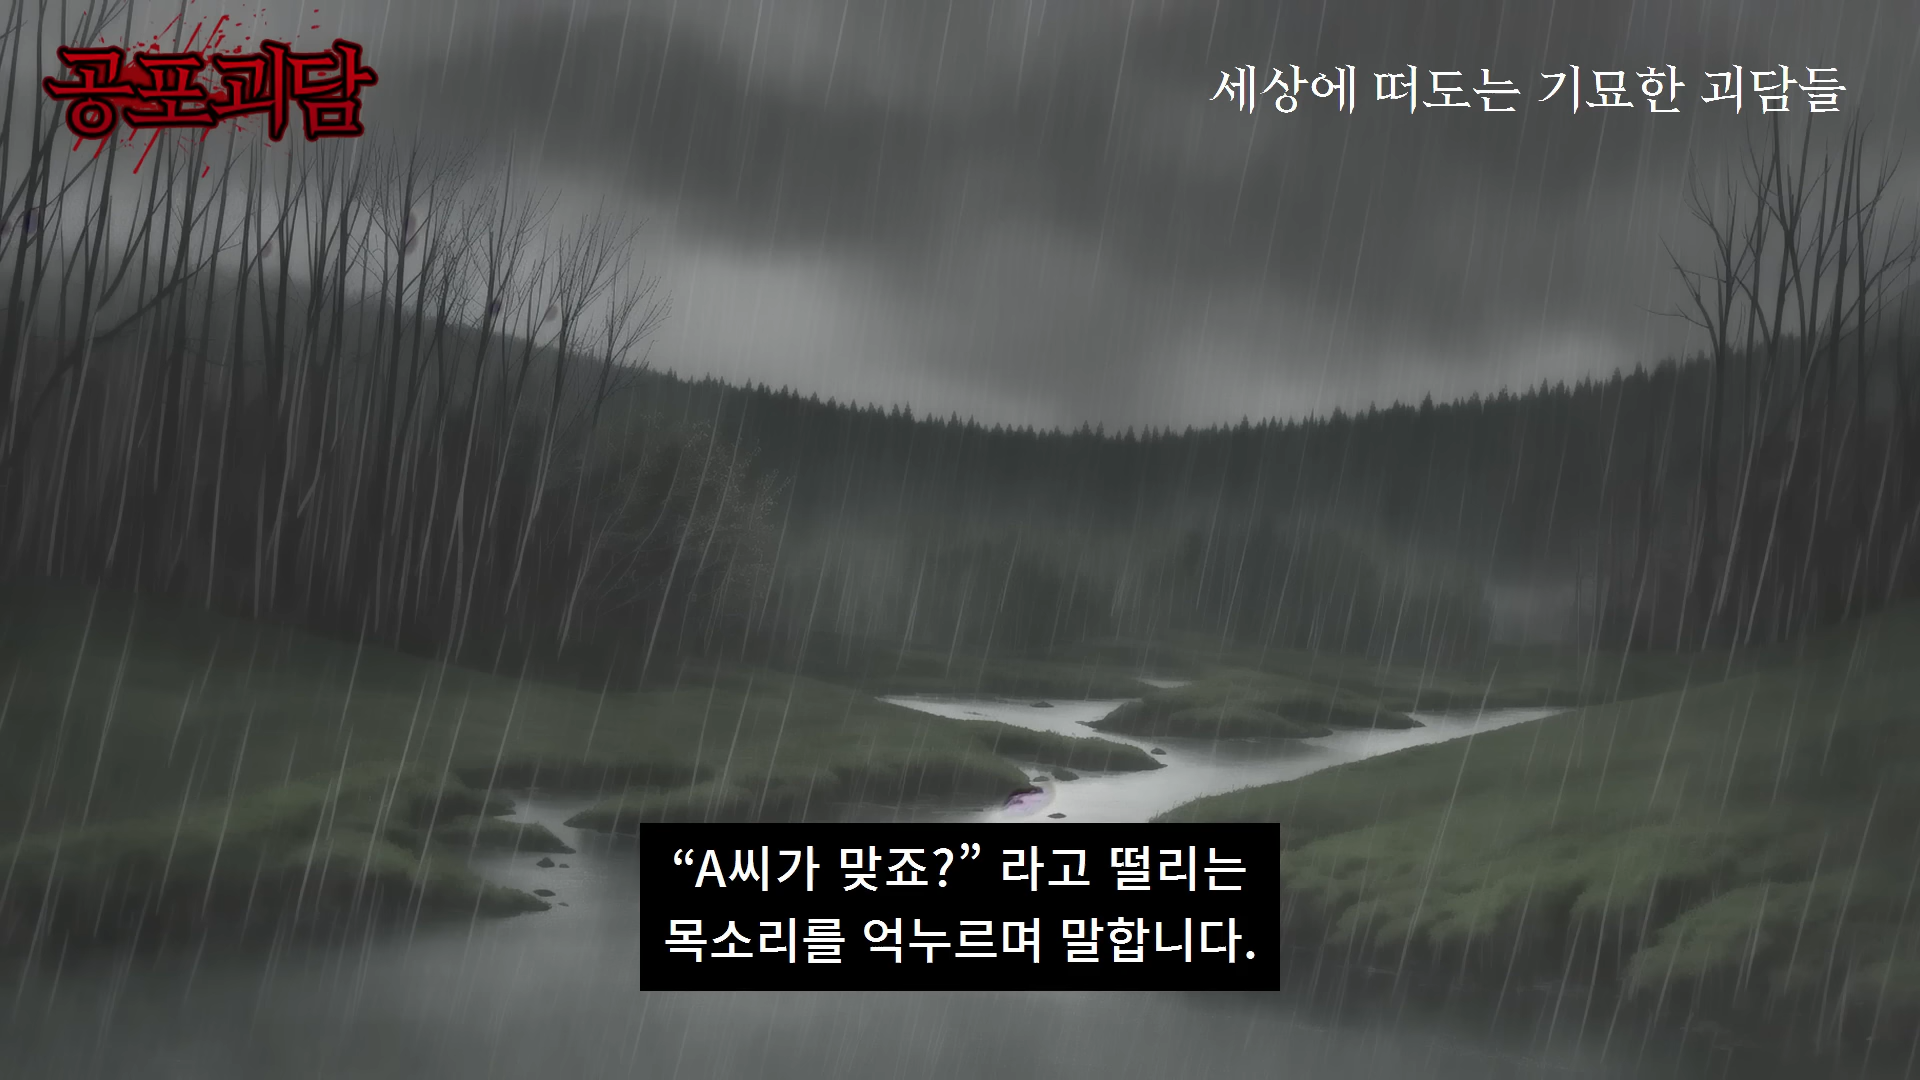 공포괴담
세상에 떠도는 기묘한 괴담들
“A씨가 맞죠?” 라고 떨리는
목소리를 억누르며 말합니다.